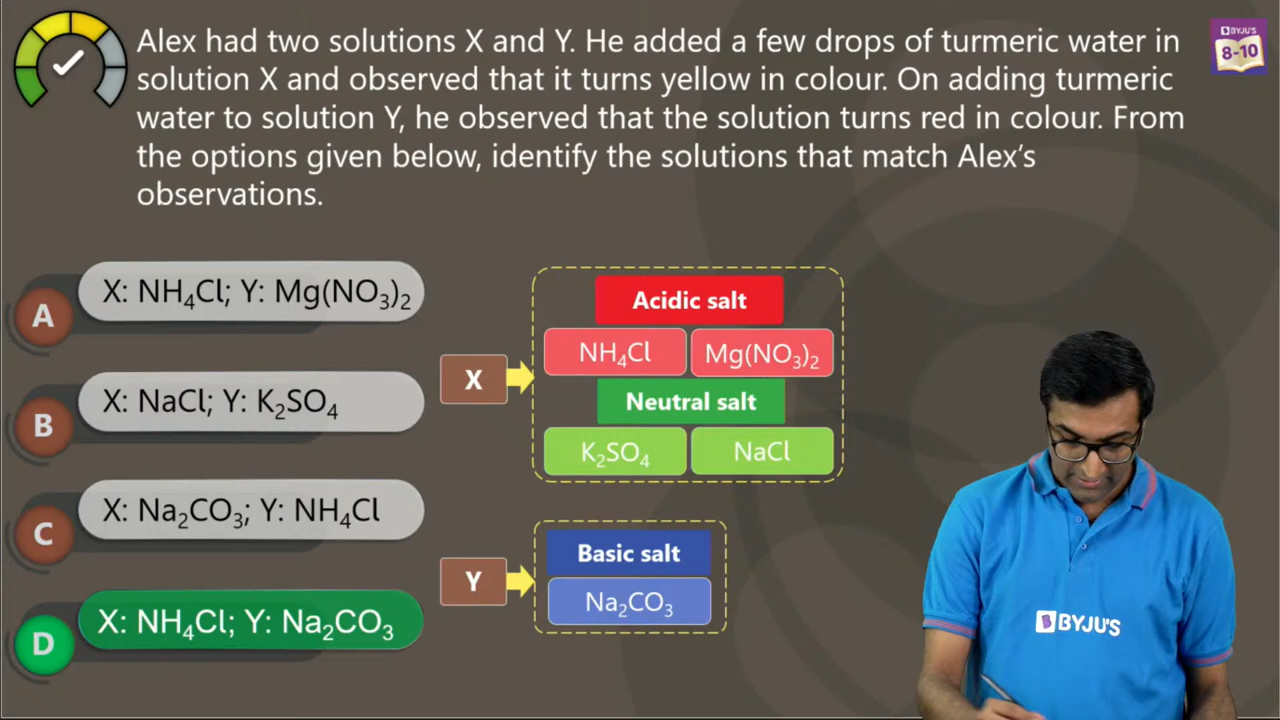 Alex had two solutions X and Y. He added a few drops of turmeric water in
solution X and observed that it turns yellow in colour. On adding turmeric
water to solution Y, he observed that the solution turns red in colour. From
the options given below, identify the solutions that match Alex’s
observations.
BYJU'S
8-10
A
X: NH₄Cl; Y: Mg(NO₃)₂
B
X: NaCl; Y: K₂SO₄
C
X: Na₂CO₃; Y: NH₄Cl
D
X: NH₄Cl; Y: Na₂CO₃
X
Acidic salt
NH₄Cl
Mg(NO₃)₂
Neutral salt
K₂SO₄
NaCl
Y
Basic salt
Na₂CO₃
BYJU'S